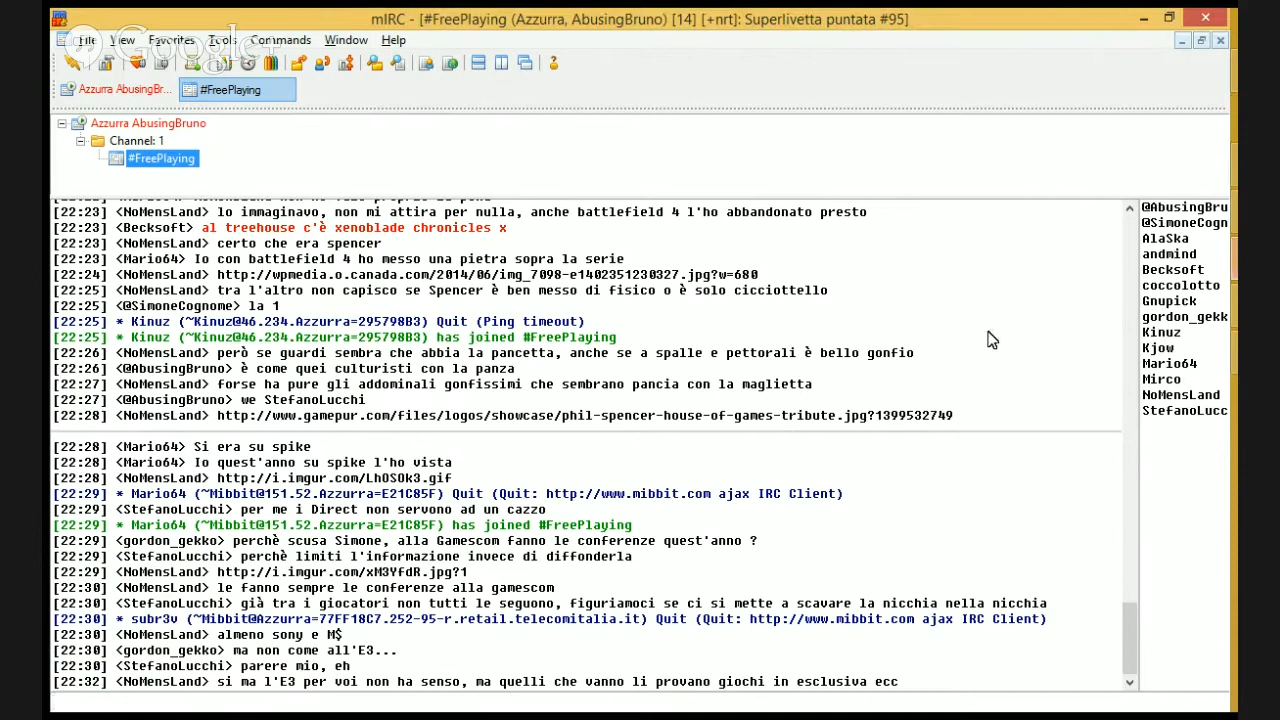 mIRC - [#FreePlaying (Azzurra, AbusingBruno) [14] [+nrt]: Superlivetta puntata #95]
File View Favorites Tools Commands Window Help
Google+
Azzurra AbusingBr... #FreePlaying
Azzurra AbusingBruno
Channel: 1
#FreePlaying
[22:23] <NoMensLand> lo immaginavo, non mi attira per nulla, anche battlefield 4 l'ho abbandonato presto
[22:23] <Becksoft> al treehouse c'è xenoblade chronicles x
[22:23] <NoMensLand> certo che era spencer
[22:23] <Mario64> Io con battlefield 4 ho messo una pietra sopra la serie
[22:24] <NoMensLand> http://wpmedia.o.canada.com/2014/06/img_7098-e1402351230327.jpg?w=680
[22:25] <NoMensLand> tra l'altro non capisco se Spencer è ben messo di fisico o è solo cicciottello
[22:25] <@SimoneCognome> la 1
[22:25] * Kinuz (~Kinuz@46.234.Azzurra=295798B3) Quit (Ping timeout)
[22:25] * Kinuz (~Kinuz@46.234.Azzurra=295798B3) has joined #FreePlaying
[22:26] <NoMensLand> però se guardi sembra che abbia la pancetta, anche se a spalle e pettorali è bello gonfio
[22:26] <@AbusingBruno> è come quei culturisti con la panza
[22:27] <NoMensLand> forse ha pure gli addominali gonfissimi che sembrano pancia con la maglietta
[22:27] <@AbusingBruno> we StefanoLucchi
[22:28] <NoMensLand> http://www.gamepur.com/files/logos/showcase/phil-spencer-house-of-games-tribute.jpg?1399532749
[22:28] <Mario64> Si era su spike
[22:28] <Mario64> Io quest'anno su spike l'ho vista
[22:28] <NoMensLand> http://i.imgur.com/LhOSOk3.gif
[22:29] * Mario64 (~Mibbit@151.52.Azzurra=E21C85F) Quit (Quit: http://www.mibbit.com ajax IRC Client)
[22:29] <StefanoLucchi> per me i Direct non servono ad un cazzo
[22:29] * Mario64 (~Mibbit@151.52.Azzurra=E21C85F) has joined #FreePlaying
[22:29] <gordon_gekko> perchè scusa Simone, alla Gamescom fanno le conferenze quest'anno ?
[22:29] <StefanoLucchi> perchè limiti l'informazione invece di diffonderla
[22:29] <NoMensLand> http://i.imgur.com/xM3YfdR.jpg?1
[22:30] <NoMensLand> le fanno sempre le conferenze alla gamescom
[22:30] <StefanoLucchi> già tra i giocatori non tutti le seguono, figuriamoci se ci si mette a scavare la nicchia nella nicchia
[22:30] * subr3v (~Mibbit@Azzurra=77FF18C7.252-95-r.retail.telecomitalia.it) Quit (Quit: http://www.mibbit.com ajax IRC Client)
[22:30] <NoMensLand> almeno sony e M$
[22:30] <gordon_gekko> ma non come all'E3...
[22:30] <StefanoLucchi> parere mio, eh
[22:32] <NoMensLand> si ma l'E3 per voi non ha senso, ma quelli che vanno li provano giochi in esclusiva ecc
@AbusingBru
@SimoneCogn
AlaSka
andmind
Becksoft
coccolotto
Gnupick
gordon_gekk
Kinuz
Kjow
Mario64
Mirco
NoMensLand
StefanoLucc